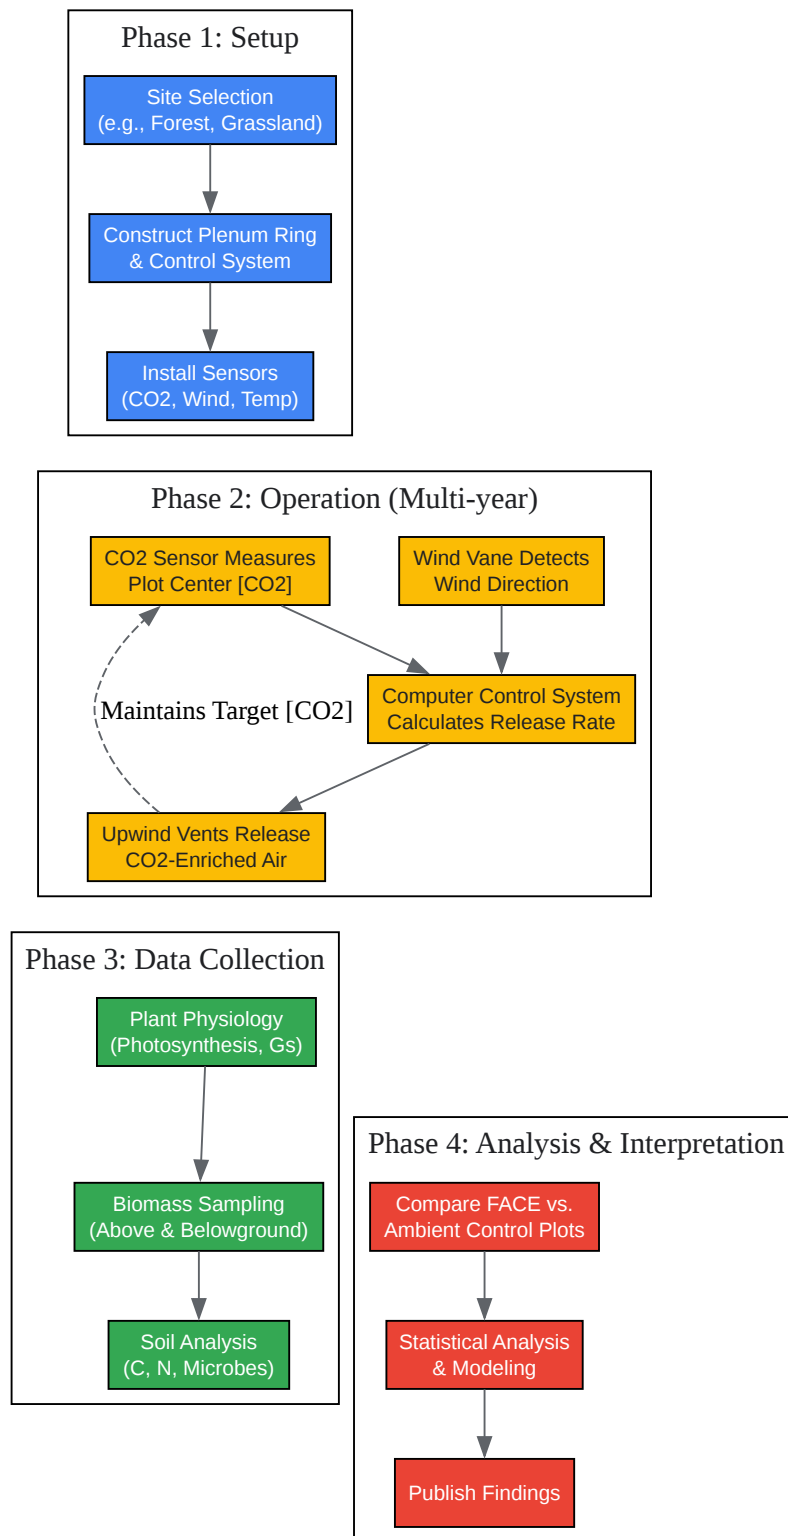 Phase 1: Setup
Site Selection
(e.g., Forest, Grassland)
Construct Plenum Ring
& Control System
Install Sensors
(CO2, Wind, Temp)
Phase 2: Operation (Multi-year)
CO2 Sensor Measures
Plot Center [CO2]
Wind Vane Detects
Wind Direction
Maintains Target [CO2]
Computer Control System
Calculates Release Rate
Upwind Vents Release
CO2-Enriched Air
Phase 3: Data Collection
Plant Physiology
(Photosynthesis, Gs)
Biomass Sampling
(Above & Belowground)
Soil Analysis
(C, N, Microbes)
Phase 4: Analysis & Interpretation
Compare FACE vs.
Ambient Control Plots
Statistical Analysis
& Modeling
Publish Findings